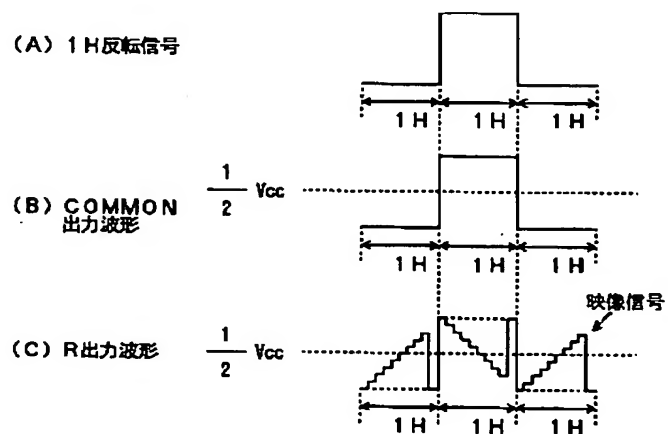 (A) 1H反転信号
1H 1H 1H
1/2 Vcc
(B) COMMON
出力波形
1H 1H 1H
映像信号
(C) R出力波形
1/2 Vcc
1H 1H 1H